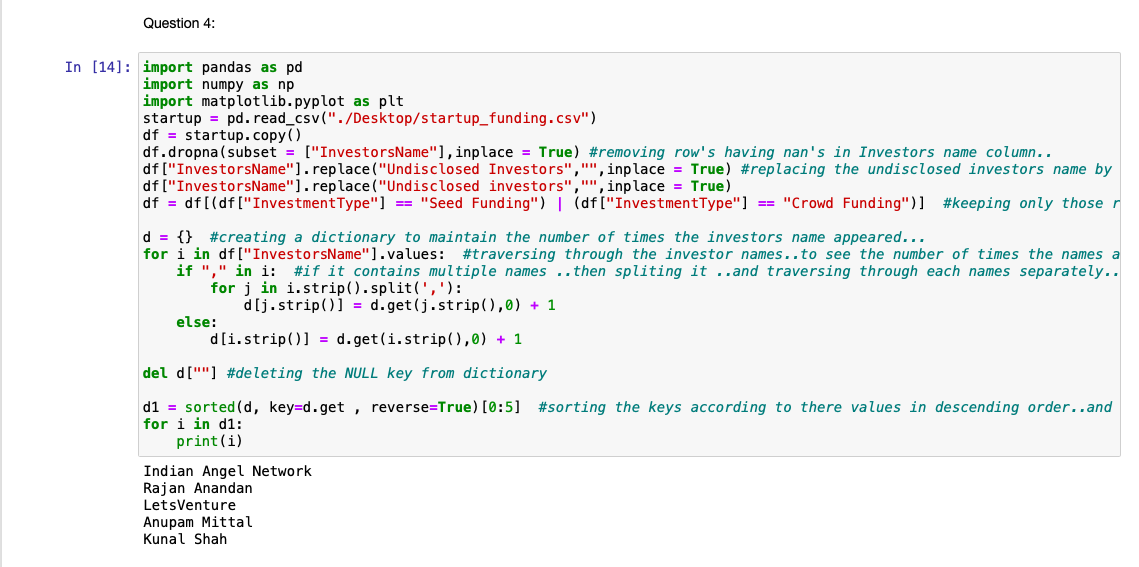 Question 4:
In [14]: import pandas as pd
import numpy as np
import matplotlib.pyplot as plt
startup = pd.read_csv("./Desktop/startup_funding.csv")
df = startup.copy()
df.dropna(subset = ["InvestorsName"],inplace = True) #removing row's having nan's in Investors name column..
df["InvestorsName"].replace("Undisclosed Investors","",inplace = True) #replacing the undisclosed investors name by
df["InvestorsName"].replace("Undisclosed investors","",inplace = True)
df = df[(df["InvestmentType"] == "Seed Funding") | (df["InvestmentType"] == "Crowd Funding")]  #keeping only those r
d = {}  #creating a dictionary to maintain the number of times the investors name appeared...
for i in df["InvestorsName"].values:  #traversing through the investor names..to see the number of times the names a
    if "," in i:  #if it contains multiple names ..then spliting it ..and traversing through each names separately..
        for j in i.strip().split(','):
            d[j.strip()] = d.get(j.strip(),0) + 1
    else:
        d[i.strip()] = d.get(i.strip(),0) + 1
del d[""] #deleting the NULL key from dictionary
d1 = sorted(d, key=d.get , reverse=True)[0:5]  #sorting the keys according to there values in descending order..and
for i in d1:
    print(i)
Indian Angel Network
Rajan Anandan
LetsVenture
Anupam Mittal
Kunal Shah